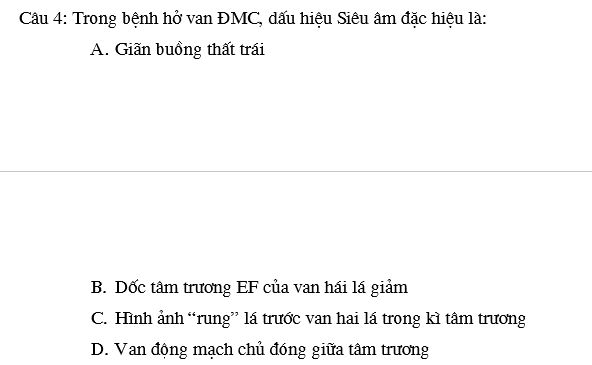 Câu 4: Trong bệnh hở van ĐMC, dấu hiệu Siêu âm đặc hiệu là:
A. Giãn buồng thất trái
B. Dốc tâm trương EF của van hái lá giảm
C. Hình ảnh “rung” lá trước van hai lá trong kì tâm trương
D. Van động mạch chủ đóng giữa tâm trương